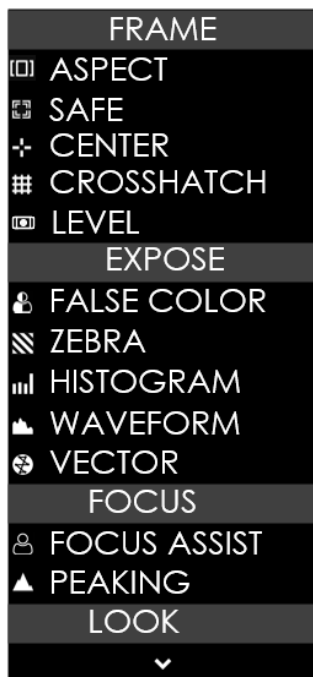 FRAME
ASPECT
SAFE
CENTER
CROSSHATCH
LEVEL
EXPOSE
FALSE COLOR
ZEBRA
HISTOGRAM
WAVEFORM
VECTOR
FOCUS
FOCUS ASSIST
PEAKING
LOOK